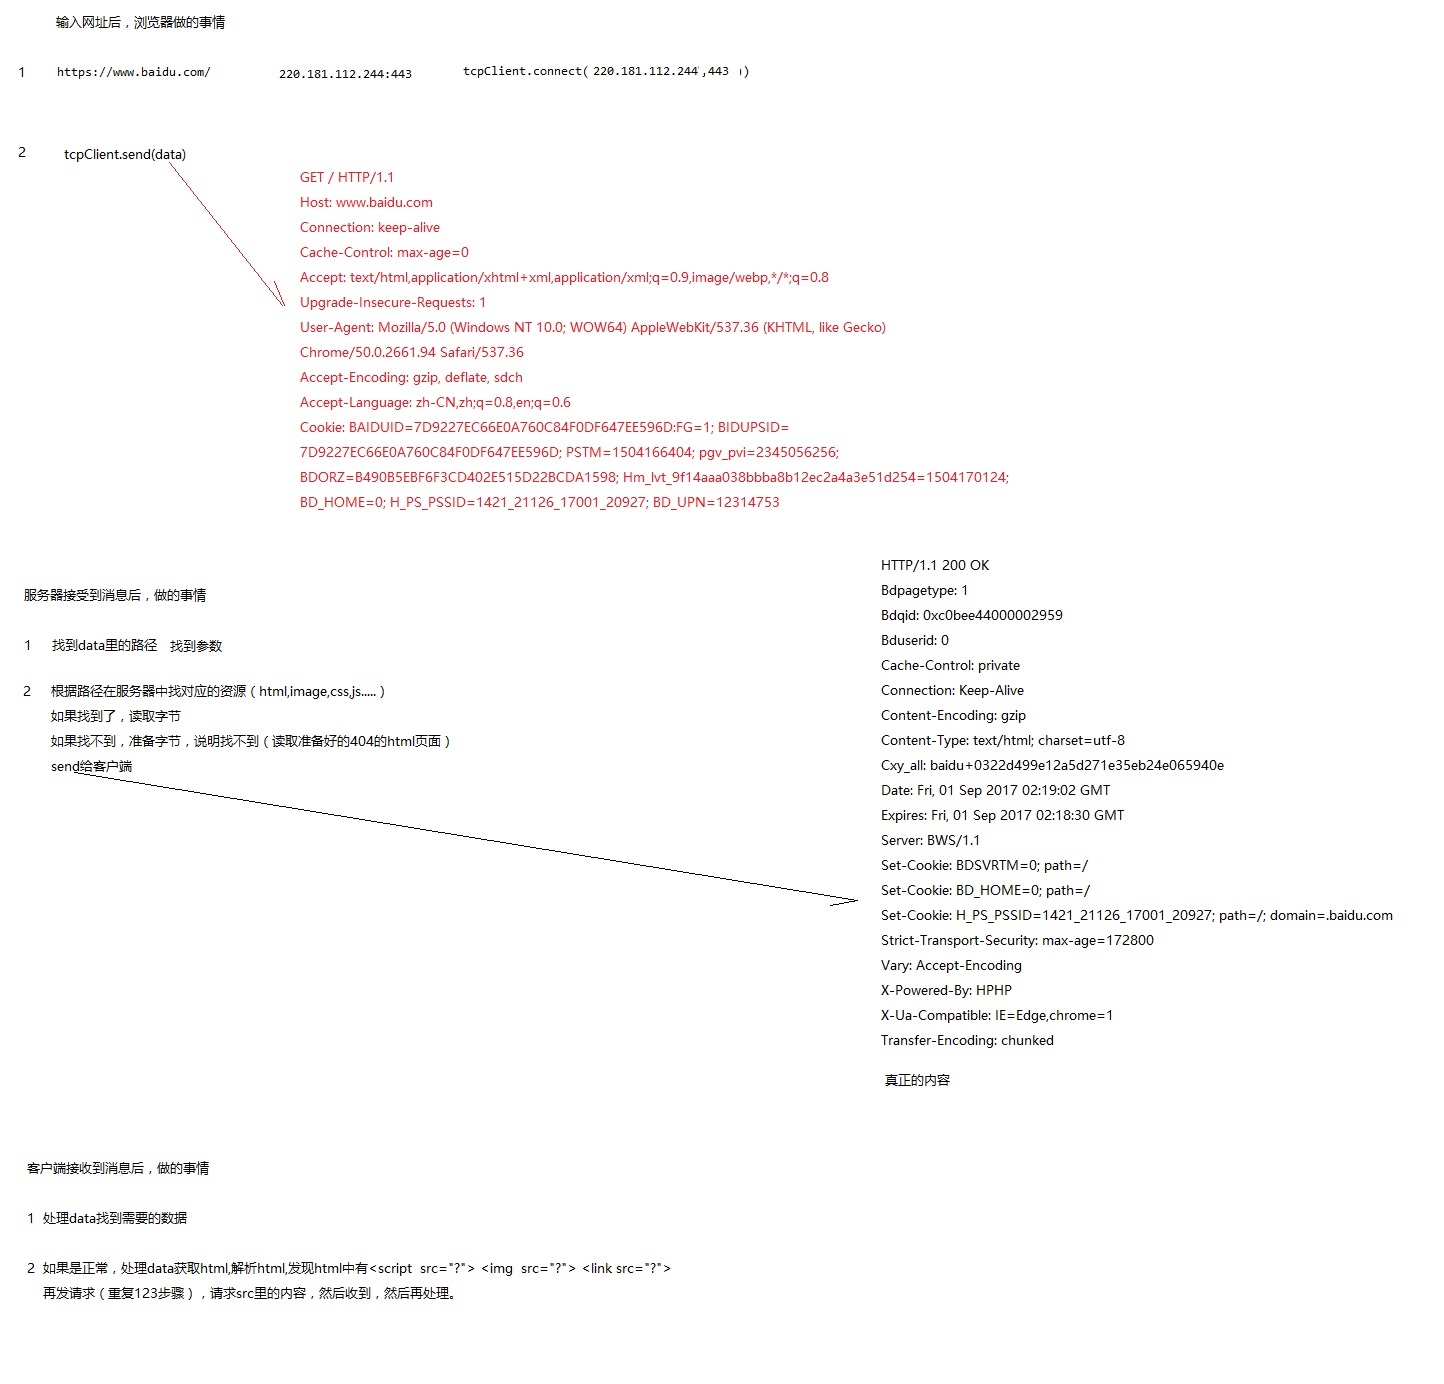 输入网址后，浏览器做的事情
1 https://www.baidu.com/ 220.181.112.244:443 tcpClient.connect( 220.181.112.244',443 ))
2 tcpClient.send(data)
GET / HTTP/1.1
Host: www.baidu.com
Connection: keep-alive
Cache-Control: max-age=0
Accept: text/html,application/xhtml+xml,application/xml;q=0.9,image/webp,*/*;q=0.8
Upgrade-Insecure-Requests: 1
User-Agent: Mozilla/5.0 (Windows NT 10.0; WOW64) AppleWebKit/537.36 (KHTML, like Gecko)
Chrome/50.0.2661.94 Safari/537.36
Accept-Encoding: gzip, deflate, sdch
Accept-Language: zh-CN,zh;q=0.8,en;q=0.6
Cookie: BAIDUID=7D9227EC66E0A760C84F0DF647EE596D:FG=1; BIDUPSID=
7D9227EC66E0A760C84F0DF647EE596D; PSTM=1504166404; pgv_pvi=2345056256;
BDORZ=B490B5EBF6F3CD402E515D22BCDA1598; Hm_lvt_9f14aaa038bbba8b12ec2a4a3e51d254=1504170124;
BD_HOME=0; H_PS_PSSID=1421_21126_17001_20927; BD_UPN=12314753
服务器接受到消息后，做的事情
1 找到data里的路径 找到参数
2 根据路径在服务器中找对应的资源（html,image,css,js.....）
如果找到了，读取字节
如果找不到，准备字节，说明找不到（读取准备好的404的html页面）
send给客户端
HTTP/1.1 200 OK
Bdpagetype: 1
Bdqid: 0xc0bee44000002959
Bduserid: 0
Cache-Control: private
Connection: Keep-Alive
Content-Encoding: gzip
Content-Type: text/html; charset=utf-8
Cxy_all: baidu+0322d499e12a5d271e35eb24e065940e
Date: Fri, 01 Sep 2017 02:19:02 GMT
Expires: Fri, 01 Sep 2017 02:18:30 GMT
Server: BWS/1.1
Set-Cookie: BDSVRTM=0; path=/
Set-Cookie: BD_HOME=0; path=/
Set-Cookie: H_PS_PSSID=1421_21126_17001_20927; path=/; domain=.baidu.com
Strict-Transport-Security: max-age=172800
Vary: Accept-Encoding
X-Powered-By: HPHP
X-Ua-Compatible: IE=Edge,chrome=1
Transfer-Encoding: chunked
真正的内容
客户端接收到消息后，做的事情
1 处理data找到需要的数据
2 如果是正常，处理data获取html,解析html,发现html中有<script src="?"> <img src="?"> <link src="?">
再发请求（重复123步骤），请求src里的内容，然后收到，然后再处理。